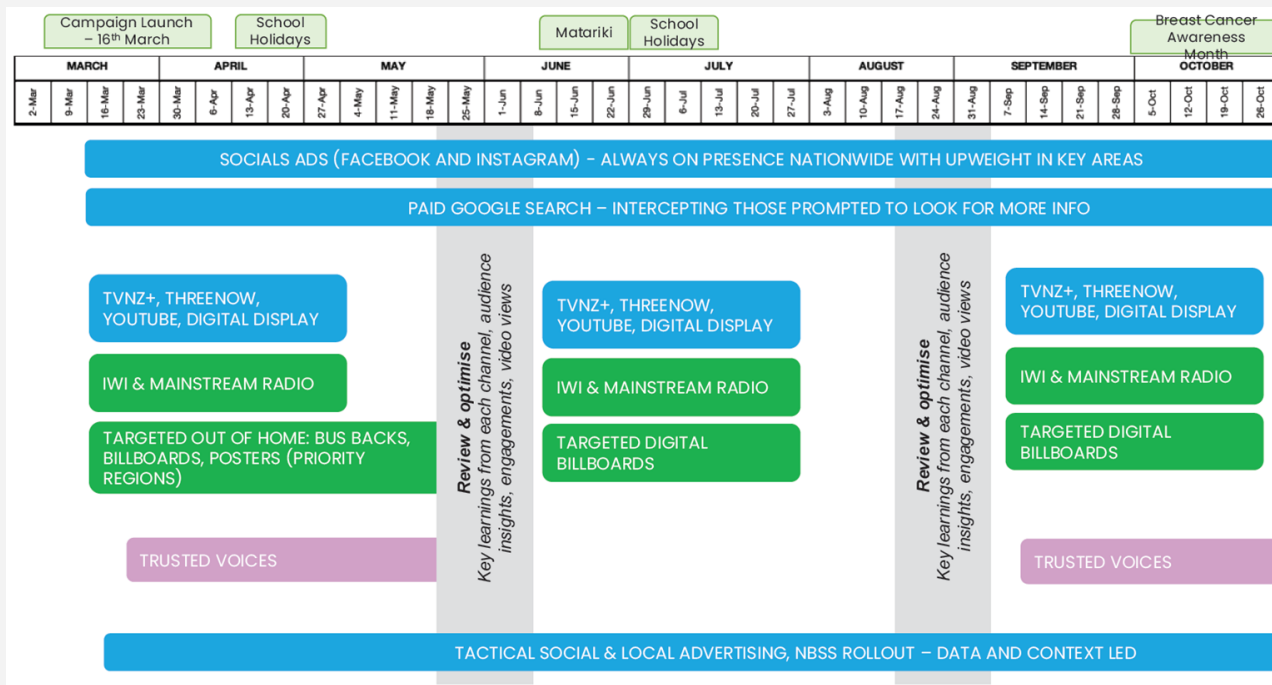 Campaign Launch
– 16th March
School
Holidays
Matariki
School
Holidays
Breast Cancer
Awareness
Month
MARCH
APRIL
MAY
JUNE
JULY
AUGUST
SEPTEMBER
OCTOBER
2-Mar
9-Mar
16-Mar
23-Mar
30-Mar
6-Apr
13-Apr
20-Apr
27-Apr
4-May
11-May
18-May
25-May
1-Jun
8-Jun
15-Jun
22-Jun
29-Jun
6-Jul
13-Jul
20-Jul
27-Jul
3-Aug
10-Aug
17-Aug
24-Aug
31-Aug
7-Sep
14-Sep
21-Sep
28-Sep
5-Oct
12-Oct
19-Oct
26-Oct
SOCIALS ADS (FACEBOOK AND INSTAGRAM) - ALWAYS ON PRESENCE NATIONWIDE WITH UPWEIGHT IN KEY AREAS
PAID GOOGLE SEARCH – INTERCEPTING THOSE PROMPTED TO LOOK FOR MORE INFO
TVNZ+, THREENOW,
YOUTUBE, DIGITAL DISPLAY
IWI & MAINSTREAM RADIO
TARGETED OUT OF HOME: BUS BACKS,
BILLBOARDS, POSTERS (PRIORITY
REGIONS)
TRUSTED VOICES
Review & optimise
Key learnings from each channel, audience
insights, engagements, video views
TVNZ+, THREENOW,
YOUTUBE, DIGITAL DISPLAY
IWI & MAINSTREAM RADIO
TARGETED DIGITAL
BILLBOARDS
Review & optimise
Key learnings from each channel, audience
insights, engagements, video views
TVNZ+, THREENOW,
YOUTUBE, DIGITAL DISPLAY
IWI & MAINSTREAM RADIO
TARGETED DIGITAL
BILLBOARDS
TRUSTED VOICES
TACTICAL SOCIAL & LOCAL ADVERTISING, NBSS ROLLOUT – DATA AND CONTEXT LED